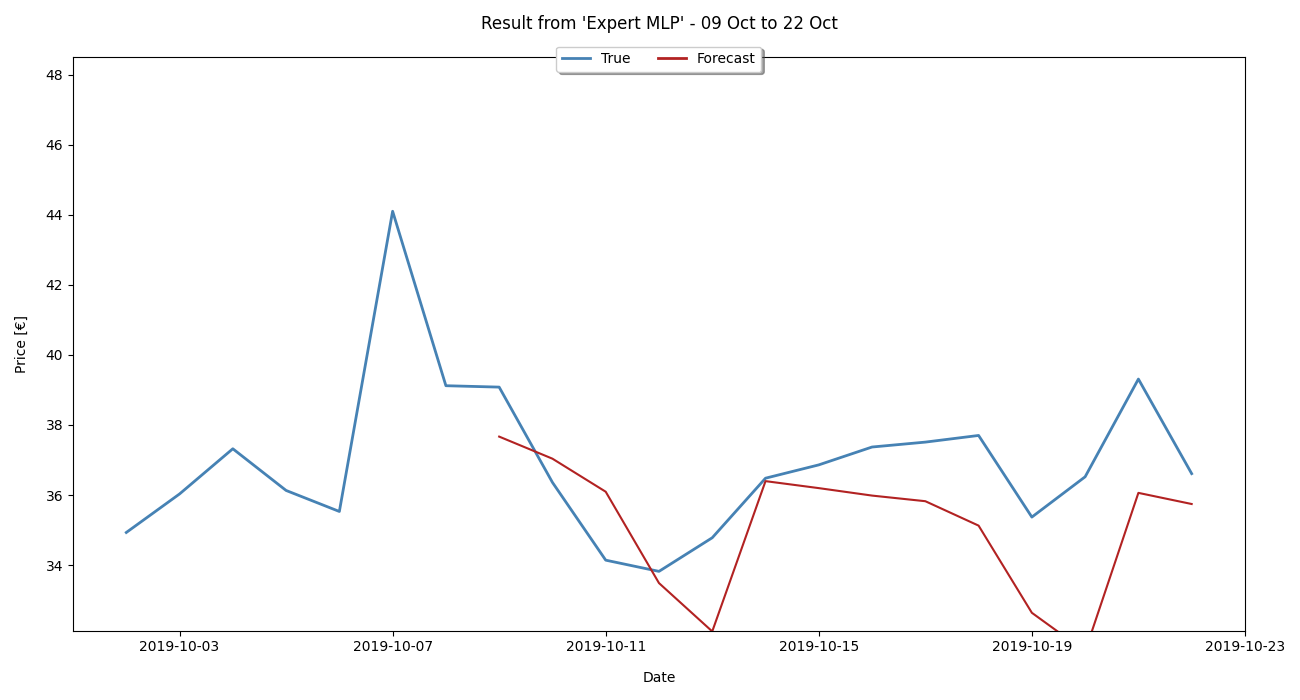 Result from 'Expert MLP' - 09 Oct to 22 Oct
True Forecast
48
46
44
42
40
38
36
34
Price [€]
2019-10-03 2019-10-07 2019-10-11 2019-10-15 2019-10-19 2019-10-23
Date